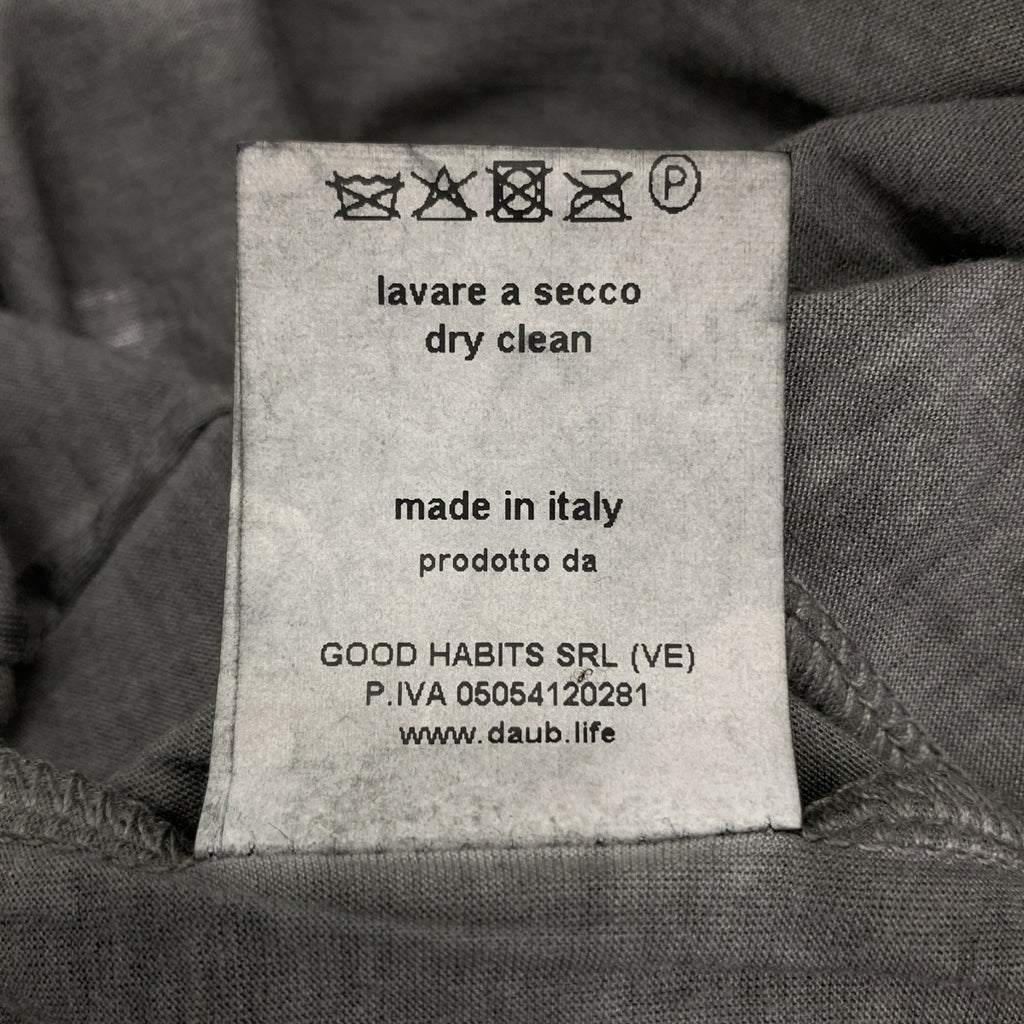 P
lavare a secco
dry clean
made in italy
prodotto da
GOOD HABITS SRL (VE)
P.IVA 05054120281
www.daub.life